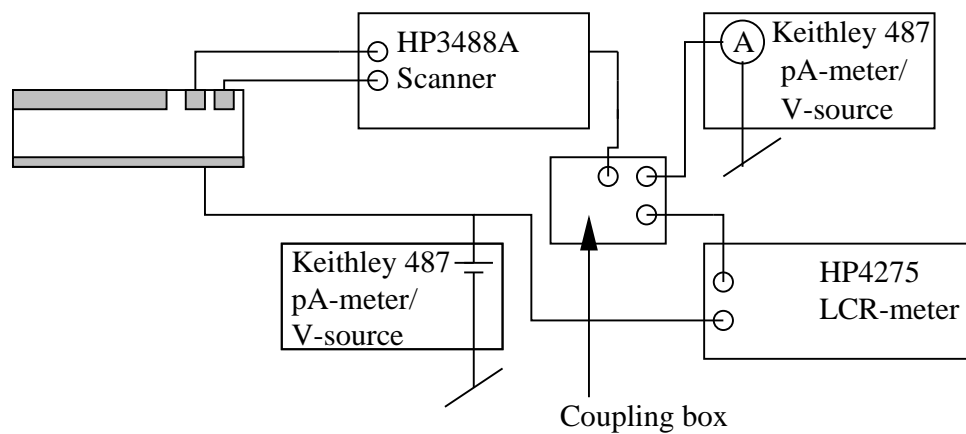 HP3488A
Scanner
A
Keithley 487
pA-meter/
V-source
Keithley 487
pA-meter/
V-source
HP4275
LCR-meter
Coupling box